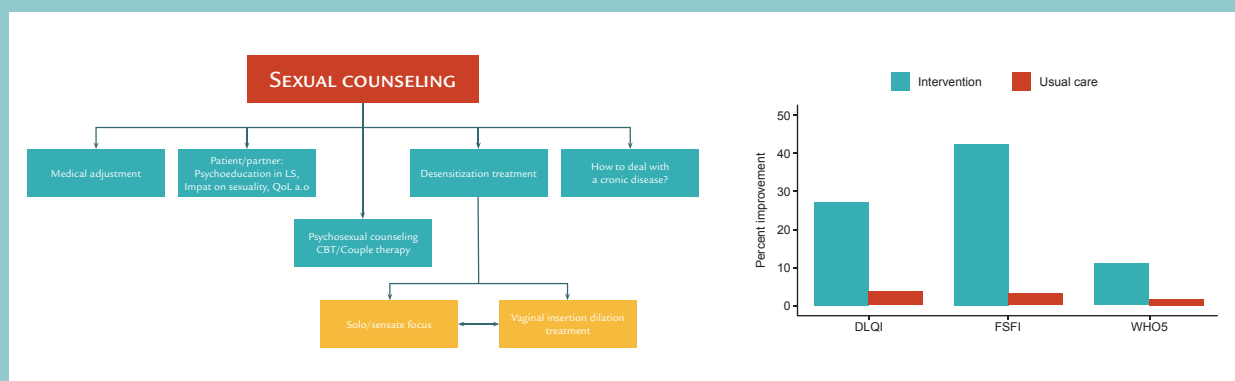 SEXUAL COUNSELING
Medical adjustment
Patient/partner:
Psychoeducation in LS,
Impat on sexuality, QoL a.o
Desensitization treatment
How to deal with
a cronic disease?
Psychosexual counseling
CBT/Couple therapy
Solo/sensate focus
Vaginal insertion dilation
treatment
Intervention
Usual care
Percent improvement
50
40
30
20
10
0
DLQI
FSFI
WHO5